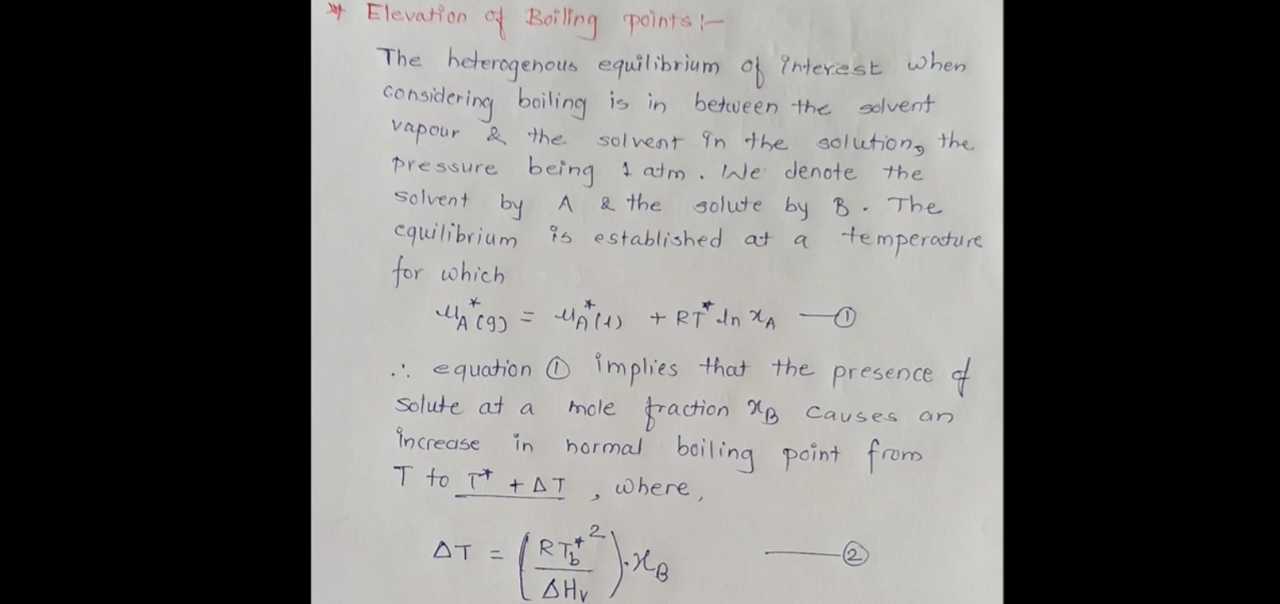 * Elevation of Boiling points :-
The heterogenous equilibrium of interest when
considering boiling is in between the solvent
vapour & the solvent in the solution, the
pressure being 1 atm. We denote the
solvent by A & the solute by B. The
equilibrium is established at a temperature
for which
μ*A(g) = μ*A(l) + RT* ln xA —①
∴ equation ① implies that the presence of
solute at a mole fraction xB causes an
increase in normal boiling point from
T to T* + ΔT, where,
ΔT = (RTb*² / ΔHv) · xB —②